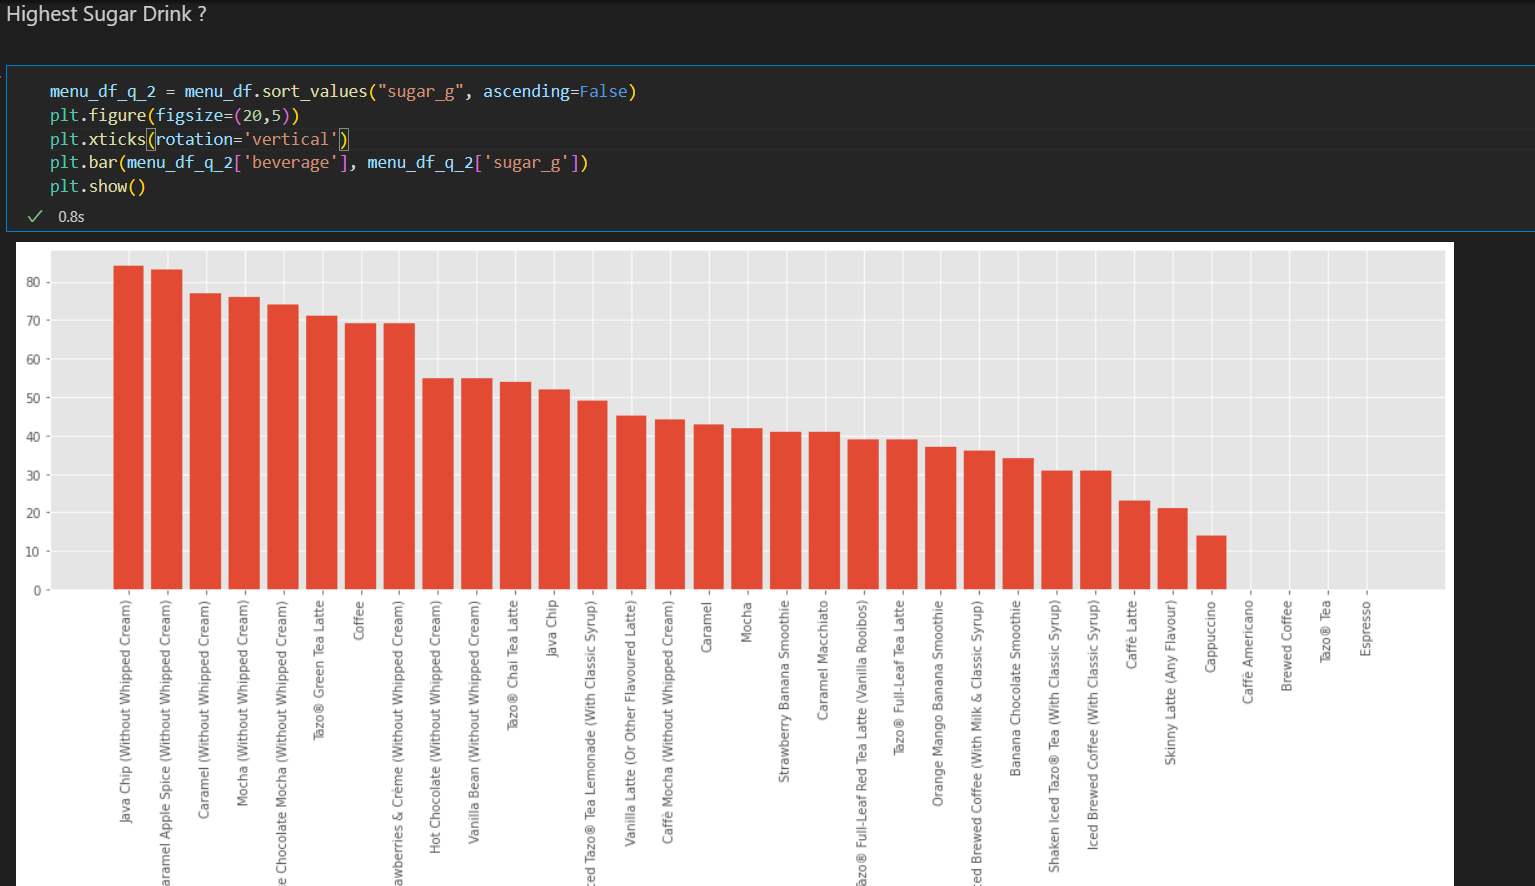 Highest Sugar Drink ?
menu_df_q_2 = menu_df.sort_values("sugar_g", ascending=False)
plt.figure(figsize=(20,5))
plt.xticks(rotation='vertical')
plt.bar(menu_df_q_2['beverage'], menu_df_q_2['sugar_g'])
plt.show()
0.8s
80
70
60
50
40
30
20
10
0
Java Chip (Without Whipped Cream)
aramel Apple Spice (Without Whipped Cream)
Caramel (Without Whipped Cream)
Mocha (Without Whipped Cream)
e Chocolate Mocha (Without Whipped Cream)
Tazo® Green Tea Latte
Coffee
awberries & Crème (Without Whipped Cream)
Hot Chocolate (Without Whipped Cream)
Vanilla Bean (Without Whipped Cream)
Tazo® Chai Tea Latte
Java Chip
ced Tazo® Tea Lemonade (With Classic Syrup)
Vanilla Latte (Or Other Flavoured Latte)
Caffè Mocha (Without Whipped Cream)
Caramel
Mocha
Strawberry Banana Smoothie
Caramel Macchiato
Tazo® Full-Leaf Red Tea Latte (Vanilla Rooibos)
Tazo® Full-Leaf Tea Latte
Orange Mango Banana Smoothie
ced Brewed Coffee (With Milk & Classic Syrup)
Banana Chocolate Smoothie
Shaken Iced Tazo® Tea (With Classic Syrup)
Iced Brewed Coffee (With Classic Syrup)
Caffè Latte
Skinny Latte (Any Flavour)
Cappuccino
Caffè Americano
Brewed Coffee
Tazo® Tea
Espresso